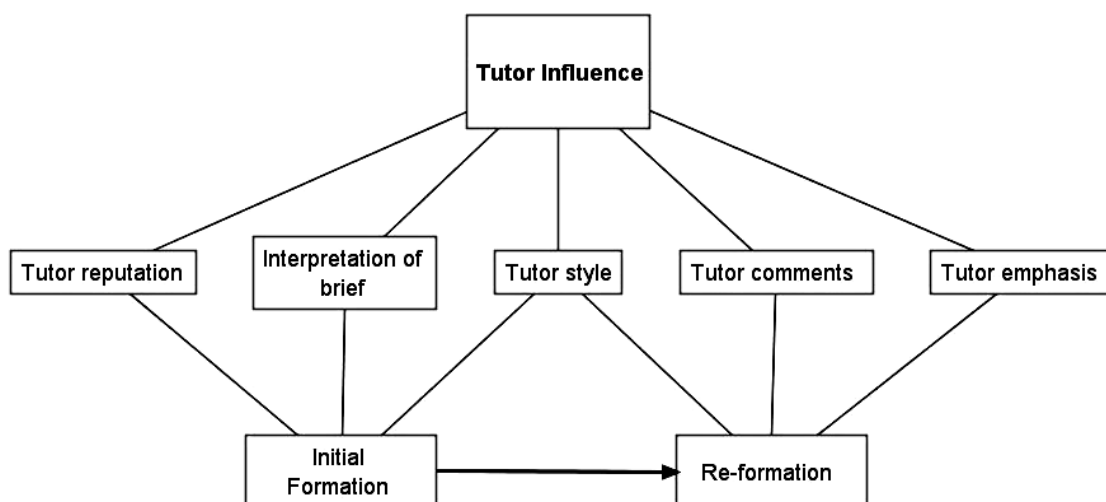 Tutor Influence
Tutor reputation
Interpretation of
brief
Tutor style
Tutor comments
Tutor emphasis
Initial
Formation
Re-formation